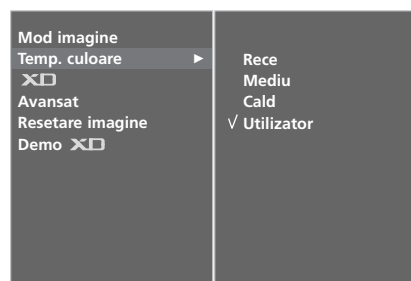 Mod imagine
Temp. culoare ►
XD
Avansat
Resetare imagine
Demo XD
Rece
Mediu
Cald
√ Utilizator